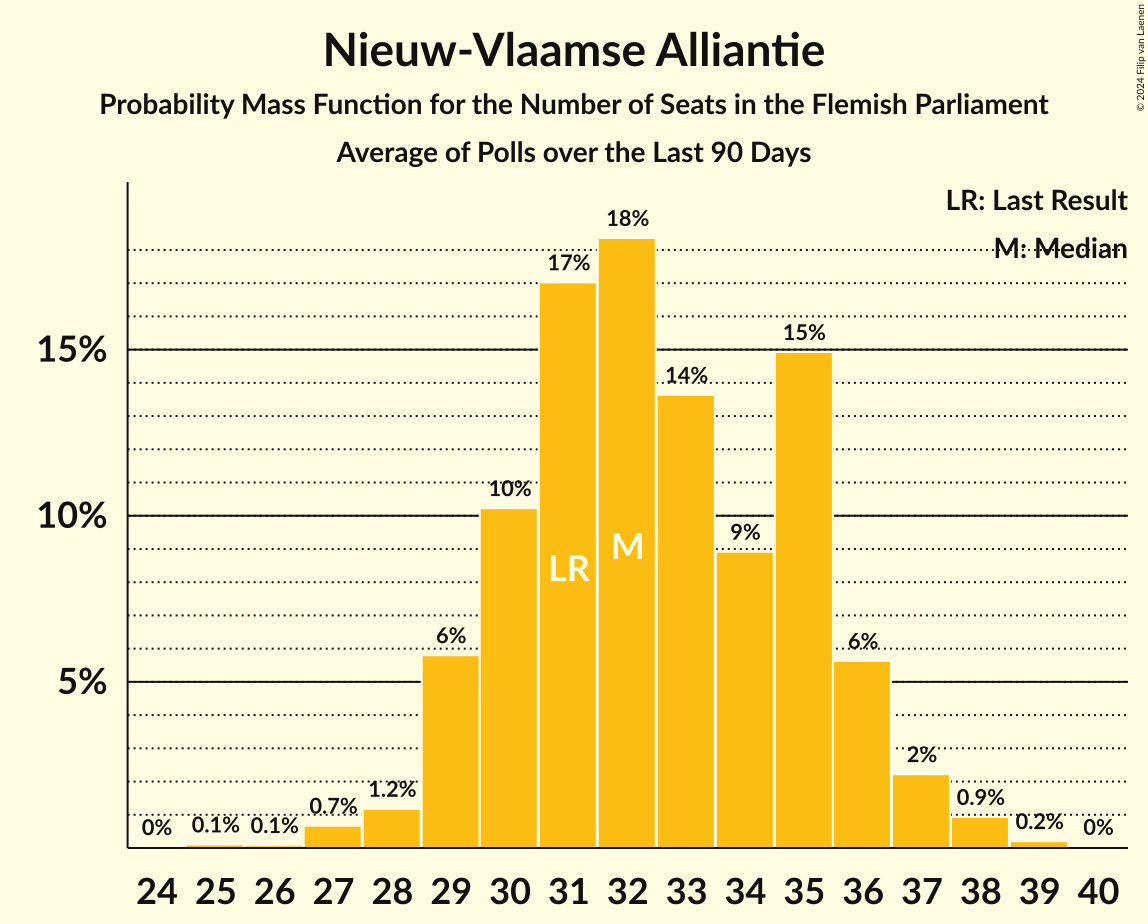 Nieuw-Vlaamse Alliantie
Probability Mass Function for the Number of Seats in the Flemish Parliament
Average of Polls over the Last 90 Days
© 2024 Filip van Laenen
LR: Last Result
M: Median
18%
17%
15%
15%
14%
10%
10%
9%
LR
M
6%
6%
5%
2%
1.2%
0.9%
0.7%
0.2%
0%
0.1%
0.1%
0%
24 25 26 27 28 29 30 31 32 33 34 35 36 37 38 39 40